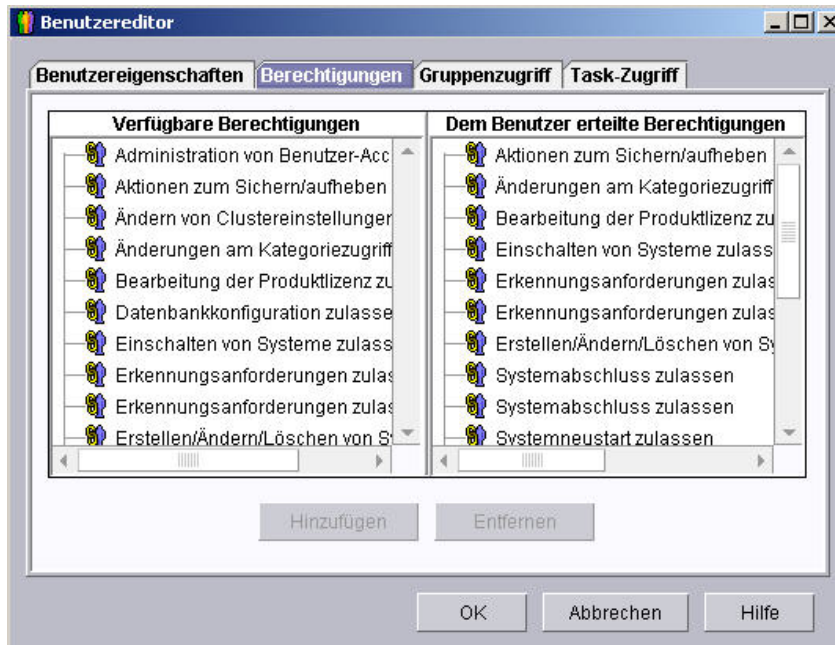 Benutzereditor
Benutzereigenschaften Berechtigungen Gruppenzugriff Task-Zugriff
Verfügbare Berechtigungen
Administration von Benutzer-Acc
Aktionen zum Sichern/aufheben
Ändern von Clustereinstellunger
Änderungen am Kategoriezugriff
Bearbeitung der Produktlizenz zu
Datenbankkonfiguration zulasse
Einschalten von Systeme zulass
Erkennungsanforderungen zulas
Erkennungsanforderungen zulas
Erstellen/Ändern/Löschen von S
Dem Benutzer erteilte Berechtigungen
Aktionen zum Sichern/aufheben
Änderungen am Kategoriezugriff
Bearbeitung der Produktlizenz zu
Einschalten von Systeme zulass
Erkennungsanforderungen zulas
Erkennungsanforderungen zulas
Erstellen/Ändern/Löschen von Sy
Systemabschluss zulassen
Systemabschluss zulassen
Systemneustart zulassen
Hinzufügen Entfernen
OK Abbrechen Hilfe